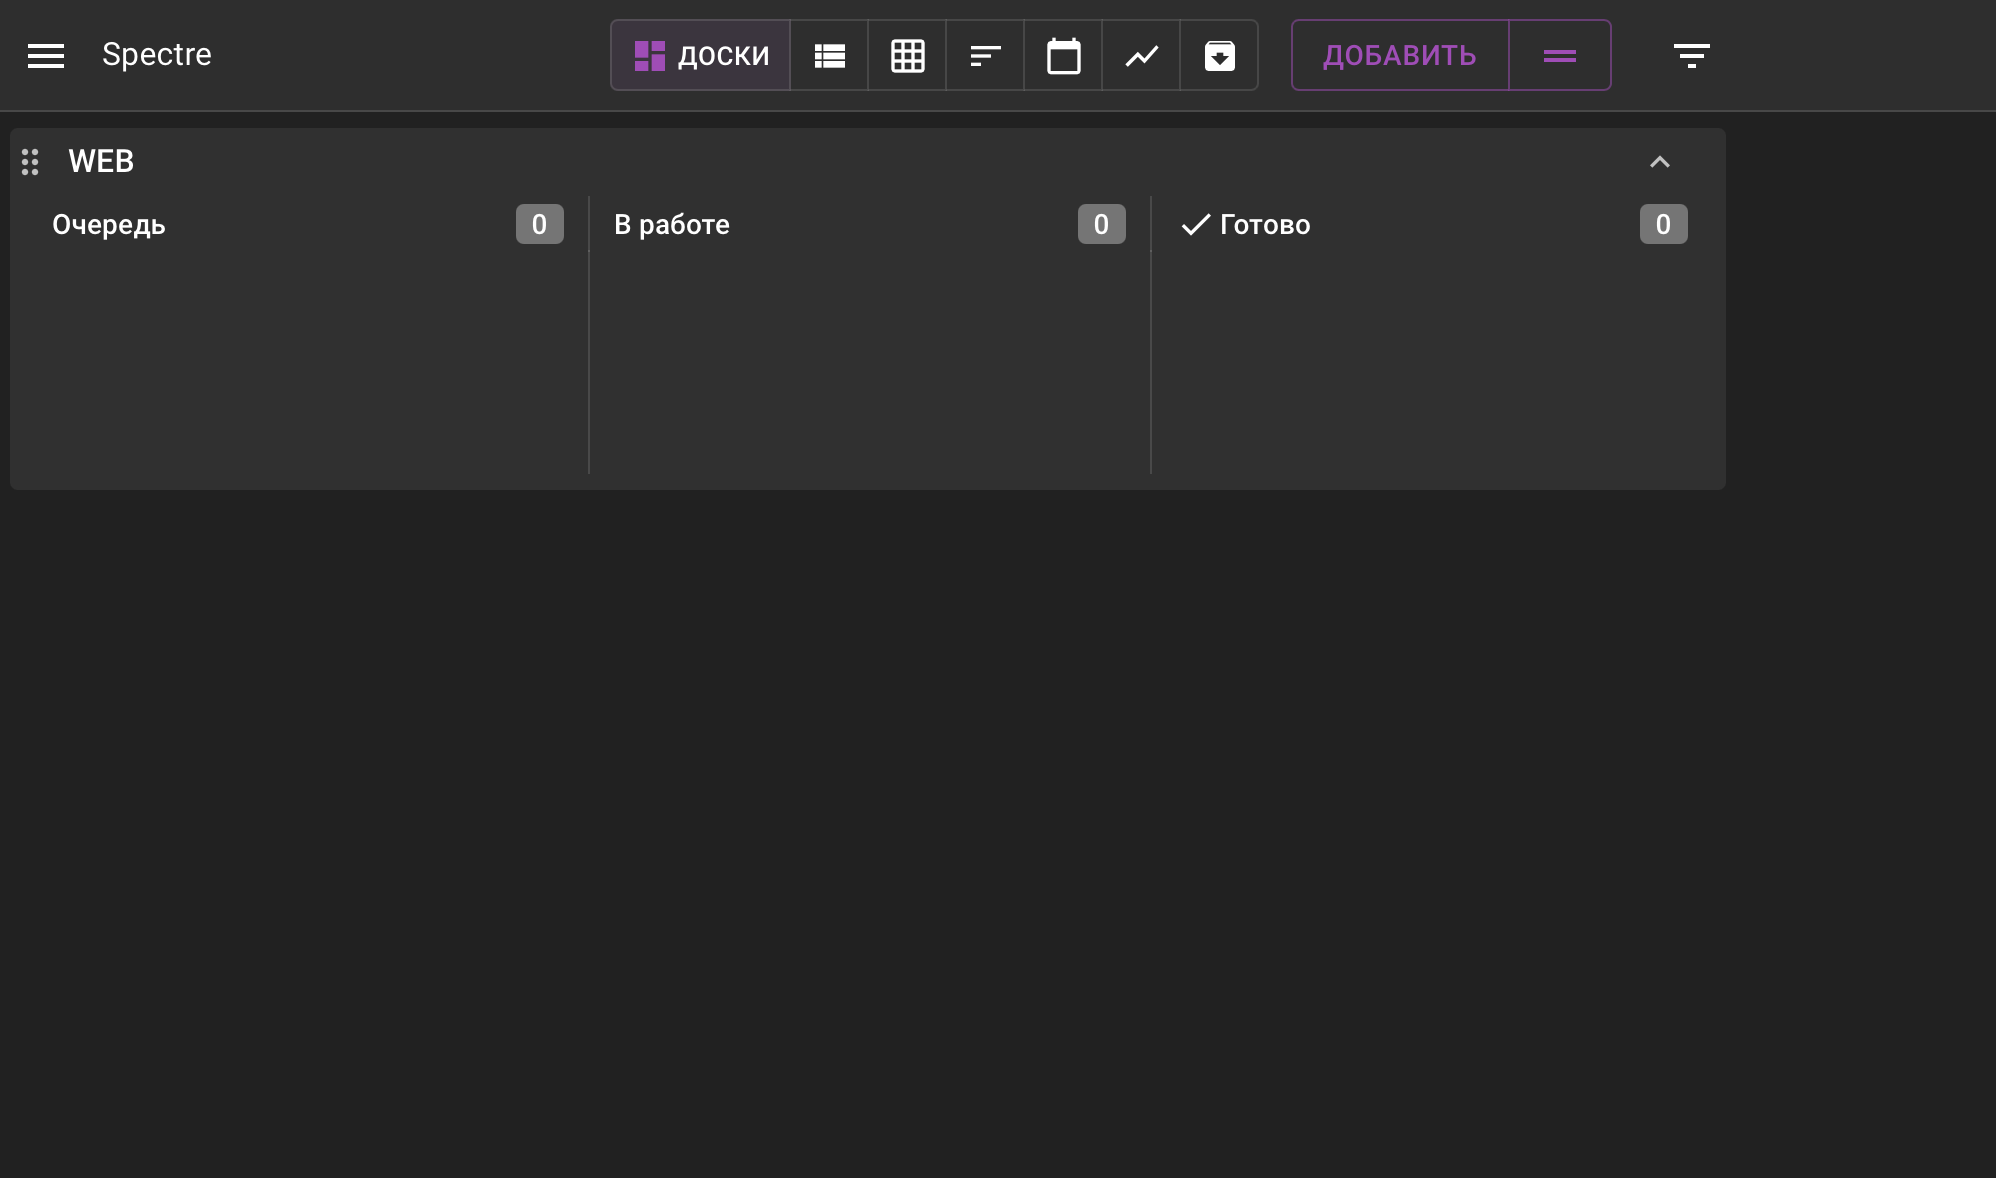 Spectre
доски
ДОБАВИТЬ
WEB
Очередь 0
В работе 0
Готово 0